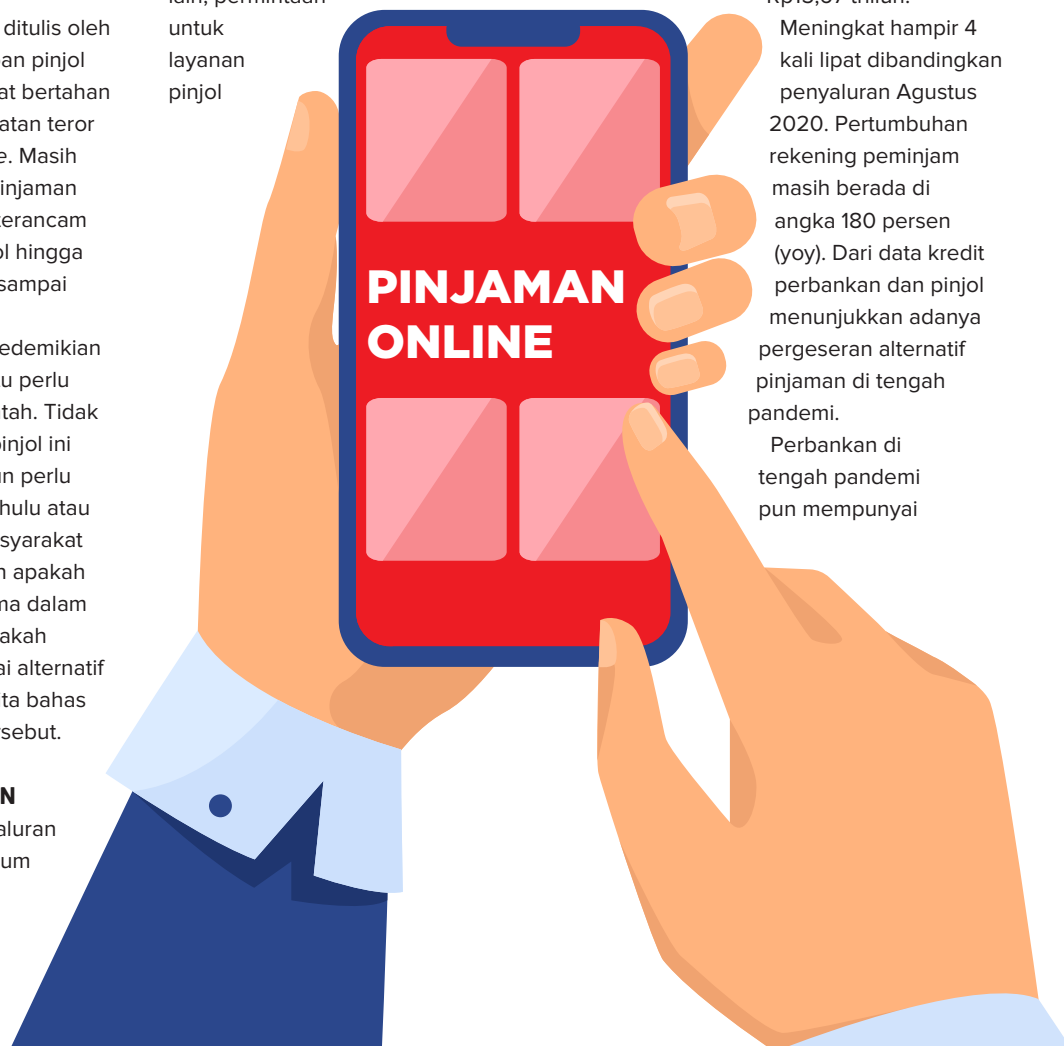 ditulis oleh
an pinjol
at bertahan
atan teror
e. Masih
injaman
erancam
ol hingga
sampai
edemikian
u perlu
tah. Tidak
pinjol ini
n perlu
hulu atau
syarakat
n apakah
ma dalam
akah
ai alternatif
ta bahas
sebut.
N
aluran
um
lain, permintaan
untuk
layanan
pinjol
PINJAMAN
ONLINE
triliun.
Meningkat hampir 4
kali lipat dibandingkan
penyaluran Agustus
2020. Pertumbuhan
rekening peminjam
masih berada di
angka 180 persen
(yoy). Dari data kredit
perbankan dan pinjol
menunjukkan adanya
pergeseran alternatif
pinjaman di tengah
pandemi.
Perbankan di
tengah pandemi
pun mempunyai